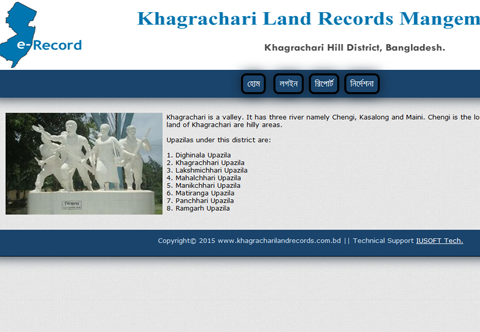 e-Record
Khagrachari Land Records Mangem
Khagrachari Hill District, Bangladesh.
হোম
লগইন
রিপোর্ট
নির্দেশনা
Khagrachari is a valley. It has three river namely Chengi, Kasalong and Maini. Chengi is the lo
land of Khagrachari are hilly areas.
Upazilas under this district are:
1. Dighinala Upazila
2. Khagrachhari Upazila
3. Lakshmichhari Upazila
4. Mahalchhari Upazila
5. Manikchhari Upazila
6. Matiranga Upazila
7. Panchhari Upazila
8. Ramgarh Upazila
Copyright© 2015 www.khagracharilandrecords.com.bd || Technical Support IUSOFT Tech.